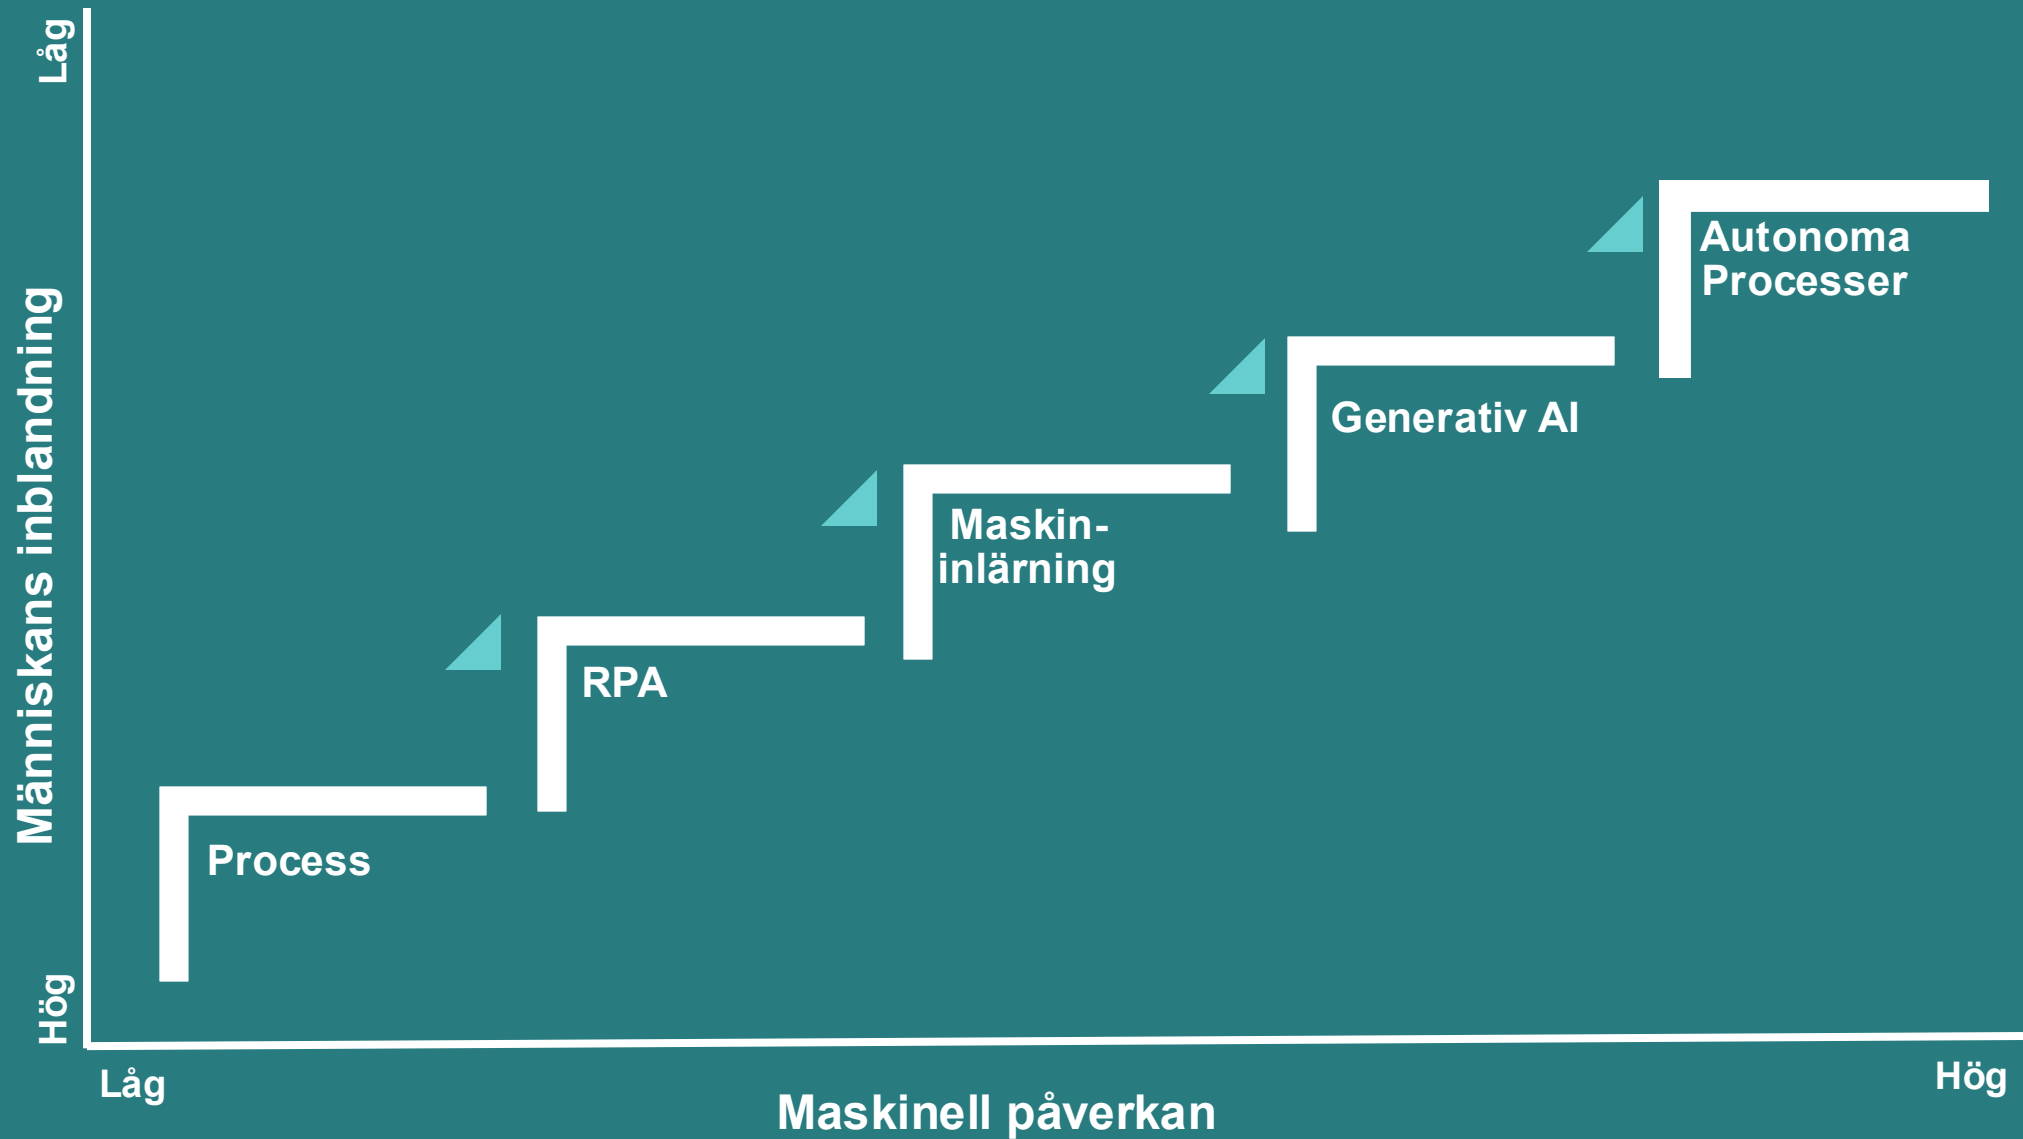 Låg
Människans inblandning
Hög
Autonoma
Processer
Generativ AI
Maskin-
inlärning
RPA
Process
Låg
Hög
Maskinell påverkan